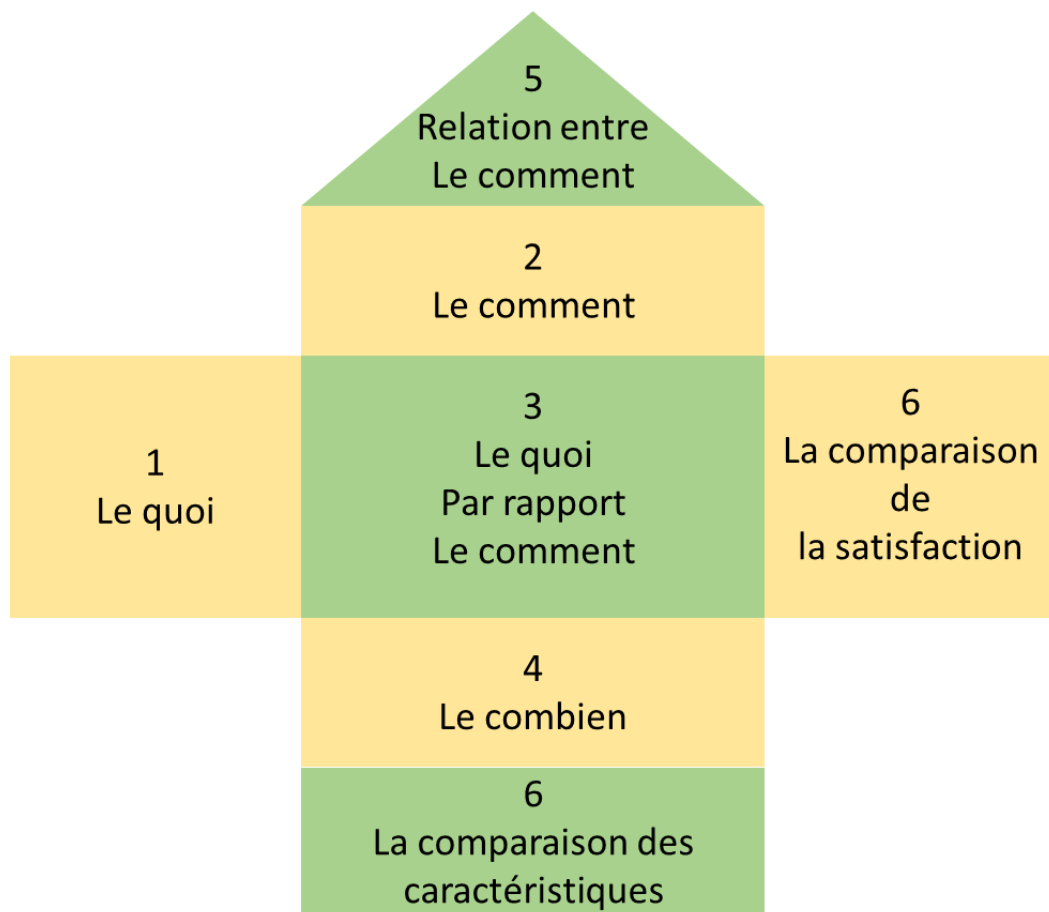 5
Relation entre
Le comment
2
Le comment
1
Le quoi
3
Le quoi
Par rapport
Le comment
6
La comparaison
de
la satisfaction
4
Le combien
6
La comparaison des
caractéristiques